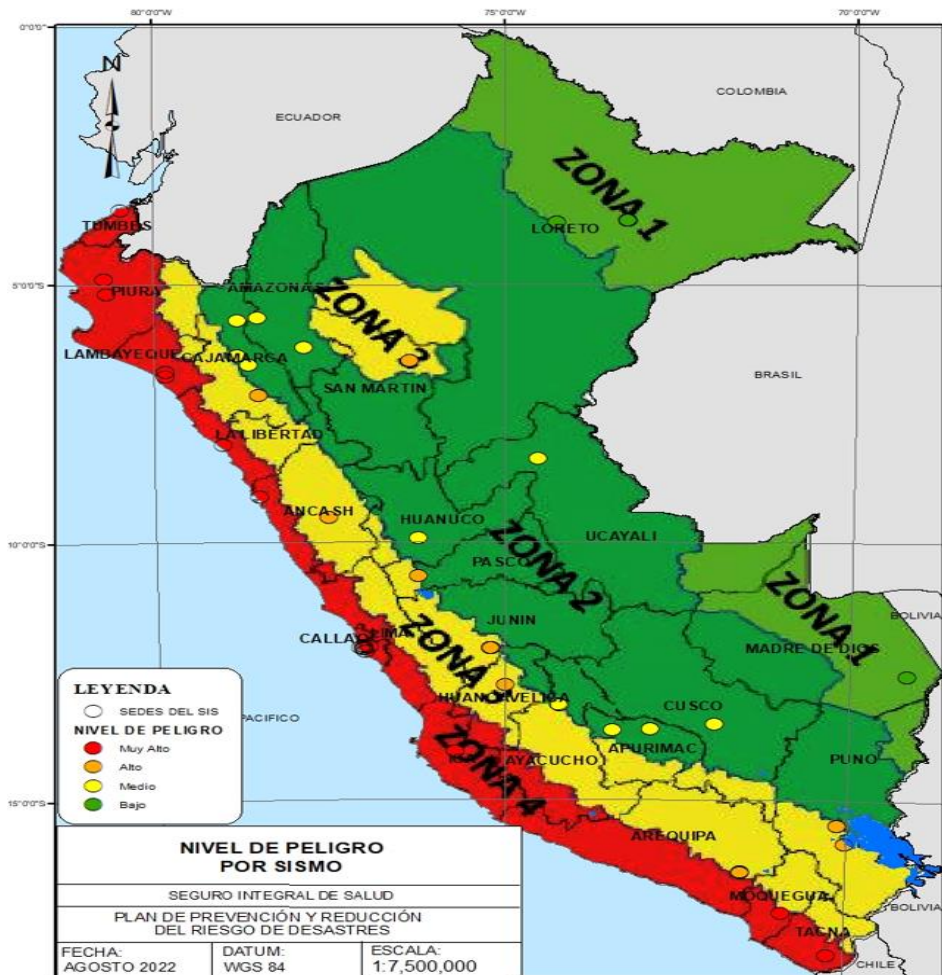 80°0'0"W 75°0'0"W 70°0'0"W
0°0'0"
N
COLOMBIA
ECUADOR
ZONA 1
LORETO
TUMBES
5°0'0"S
PIURA
AMAZONAS
ZONA 3
LAMBAYEQUE
CAJAMARCA
BRASIL
SAN MARTIN
LA LIBERTAD
ANCASH
HUANUCO
UCAYALI
10°0'0"S
PASCO
ZONA 2
ZONA 1
BOLIVIA
JUNIN
CALLAO
LIMA
ZONA 3
MADRE DE DIOS
HUANCAVELICA
CUSCO
PACIFICO
APURIMAC
ICA
AYACUCHO
PUNO
ZONA 4
15°0'0"S
AREQUIPA
MOQUEGUA
BOLIVIA
TACNA
CHILE
LEYENDA
SEDES DEL SIS
NIVEL DE PELIGRO
Muy Alto
Alto
Medio
Bajo
NIVEL DE PELIGRO
POR SISMO
SEGURO INTEGRAL DE SALUD
PLAN DE PREVENCIÓN Y REDUCCIÓN
DEL RIESGO DE DESASTRES
FECHA: DATUM: ESCALA:
AGOSTO 2022 WGS 84 1:7,500,000